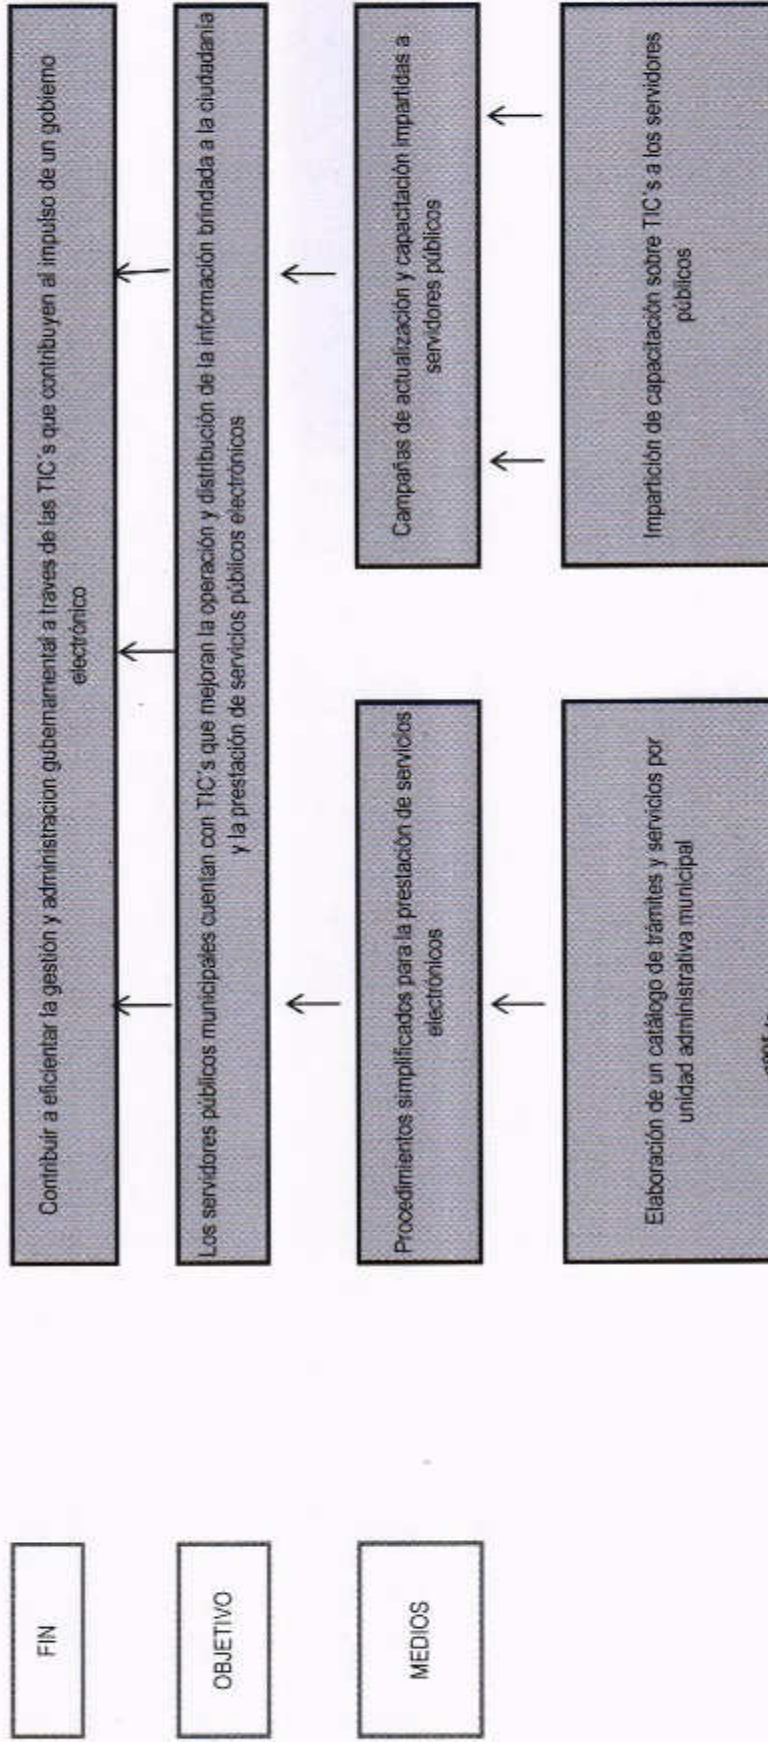 FIN
Contribuir a eficientar la gestión y administracion gubernamental a traves de las TIC´s que contribuyen al impulso de un gobierno
electrónico
OBJETIVO
Los servidores públicos municipales cuentan con TIC´s que mejoran la operación y distribución de la información brindada a la ciudadanía
y la prestación de servicios públicos electrónicos
MEDIOS
Procedimientos simplificados para la prestación de servicios
electrónicos
Campañas de actualización y capacitación impartidas a
servidores públicos
Elaboración de un catálogo de trámites y servicios por
unidad administrativa municipal
Impartición de capacitación sobre TIC´s a los servidores
públicos